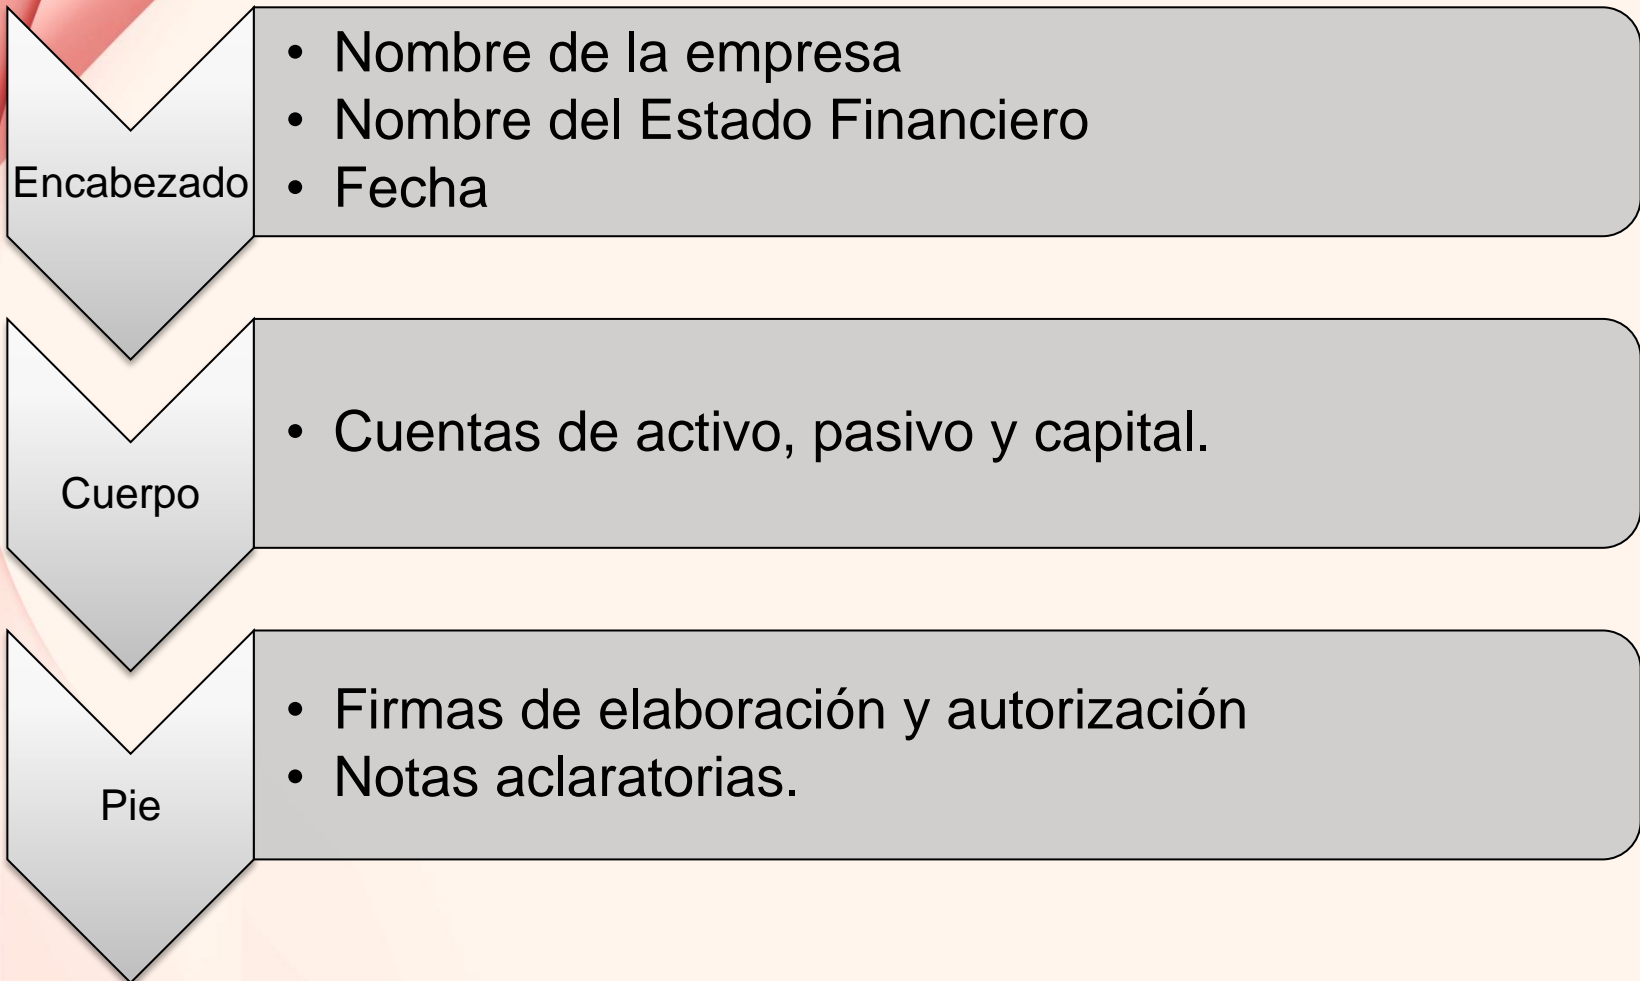 Encabezado
• Nombre de la empresa
• Nombre del Estado Financiero
• Fecha
Cuerpo
• Cuentas de activo, pasivo y capital.
Pie
• Firmas de elaboración y autorización
• Notas aclaratorias.